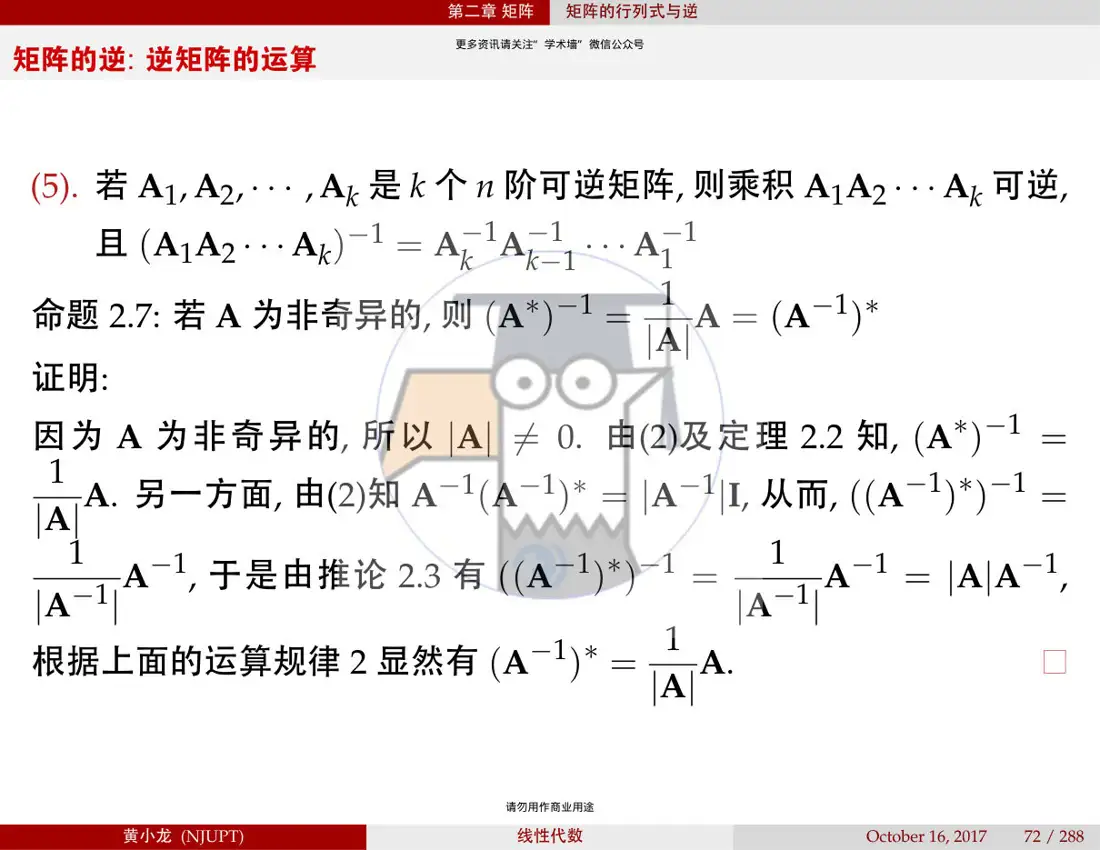 第二章 矩阵 矩阵的行列式与逆
更多资讯请关注“学术墙”微信公众号
矩阵的逆: 逆矩阵的运算
(5). 若 A₁, A₂, ⋯ , Aₖ 是 k 个 n 阶可逆矩阵, 则乘积 A₁A₂ ⋯ Aₖ 可逆,
且 (A₁A₂ ⋯ Aₖ)⁻¹ = Aₖ⁻¹Aₖ₋₁⁻¹ ⋯ A₁⁻¹
命题 2.7: 若 A 为非奇异的, 则 (A*)⁻¹ = 1/|A| A = (A⁻¹)*
证明:
因为 A 为非奇异的, 所以 |A| ≠ 0. 由(2)及定理 2.2 知, (A*)⁻¹ =
1/|A| A. 另一方面, 由(2)知 A⁻¹(A⁻¹)* = |A⁻¹|I, 从而, ((A⁻¹)*)⁻¹ =
1/|A⁻¹| A⁻¹, 于是由推论 2.3 有 ((A⁻¹)*)⁻¹ = 1/|A⁻¹| A⁻¹ = |A|A⁻¹,
根据上面的运算规律 2 显然有 (A⁻¹)* = 1/|A| A. □
请勿用作商业用途
黄小龙 (NJUPT) 线性代数 October 16, 2017 72 / 288